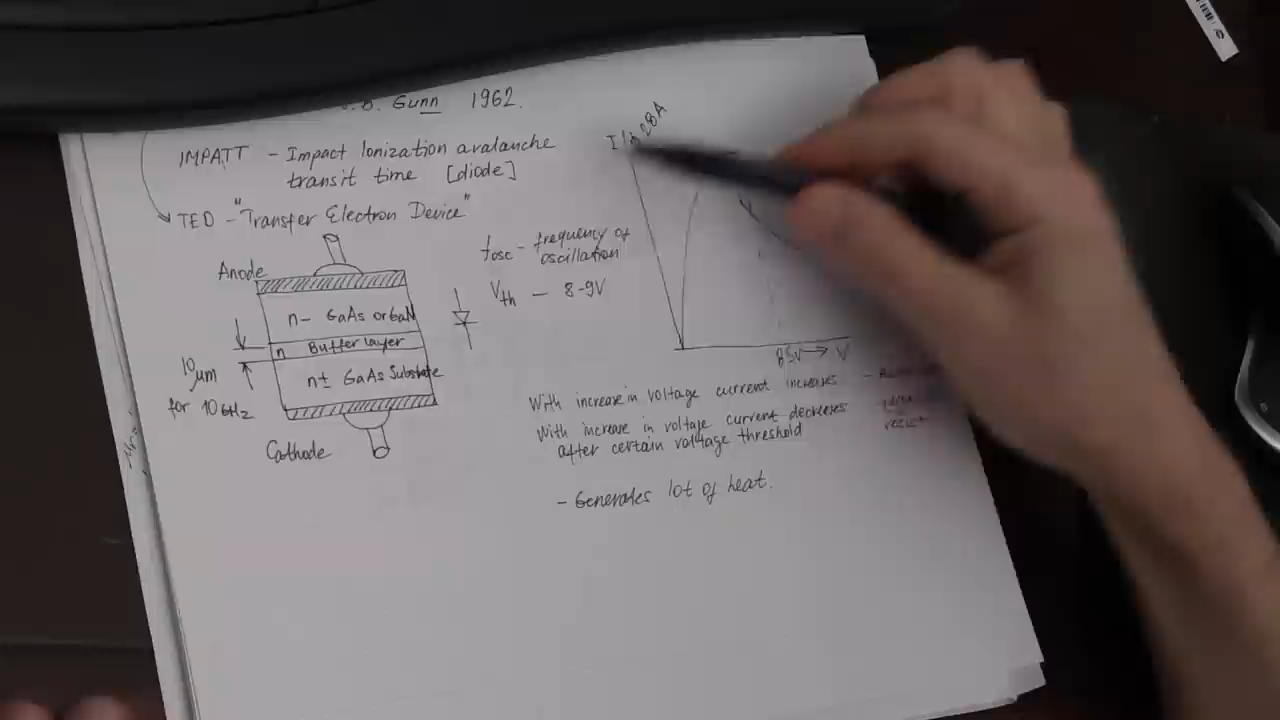 Gunn 1962.
IMPATT - Impact Ionization avalanche
transit time [diode]
TED - "Transfer Electron Device"
Anode
n- GaAs or GaN
n Buffer layer
n+ GaAs Substrate
10μm
for 10 GHz
Cathode
fosc - frequency of
oscillation
Vth - 8-9V
V
With increase in voltage current increases
With increase in voltage current decreases
after certain voltage threshold
- Generates lot of heat.